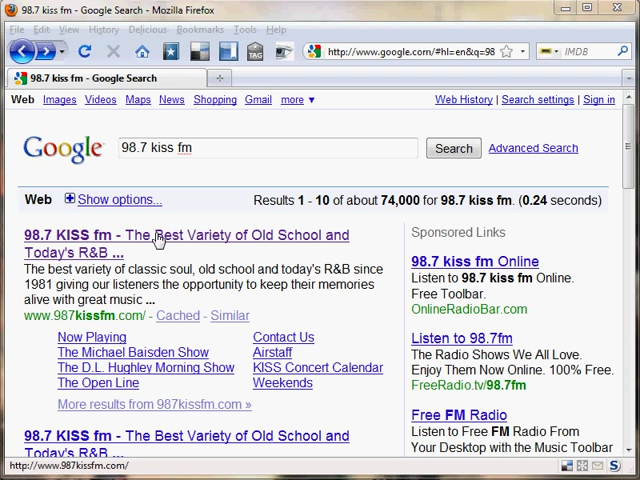 98.7 kiss fm - Google Search - Mozilla Firefox
File Edit View History Bookmarks Delicious Bookmarks Tools Help
TAG http://www.google.com/#hl=en&q=98 IMDB
98.7 kiss fm - Google Search
Web Images Videos Maps News Shopping Gmail more ▼ Web History | Search settings | Sign in
Google 98.7 kiss fm Search Advanced Search
Web Show options... Results 1 - 10 of about 74,000 for 98.7 kiss fm. (0.24 seconds)
98.7 KISS fm - The Best Variety of Old School and
Today's R&B ...
The best variety of classic soul, old school and today's R&B since
1981 giving our listeners the opportunity to keep their memories
alive with great music ...
www.987kissfm.com/ - Cached - Similar
Now Playing
The Michael Baisden Show
The D.L. Hughley Morning Show
The Open Line
Contact Us
Airstaff
KISS Concert Calendar
Weekends
More results from 987kissfm.com »
98.7 KISS fm - The Best Variety of Old School and
Today's R&B ...
Sponsored Links
98.7 kiss fm Online
Listen to 98.7 kiss fm Online.
Free Toolbar.
OnlineRadioBar.com
Listen to 98.7fm
The Radio Shows We All Love.
Enjoy Them Now Online. 100% Free.
FreeRadio.tv/98.7fm
Free FM Radio
Listen to Free FM Radio From
Your Desktop with the Music Toolbar
http://www.987kissfm.com/